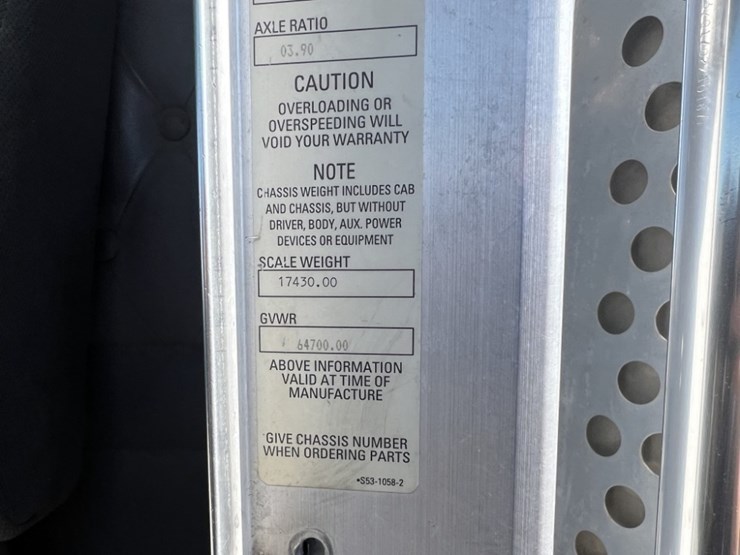 AXLE RATIO
03.90
CAUTION
OVERLOADING OR
OVERSPEEDING WILL
VOID YOUR WARRANTY
NOTE
CHASSIS WEIGHT INCLUDES CAB
AND CHASSIS, BUT WITHOUT
DRIVER, BODY, AUX. POWER
DEVICES OR EQUIPMENT
SCALE WEIGHT
17430.00
GVWR
64700.00
ABOVE INFORMATION
VALID AT TIME OF
MANUFACTURE
GIVE CHASSIS NUMBER
WHEN ORDERING PARTS
•S53-1058-2